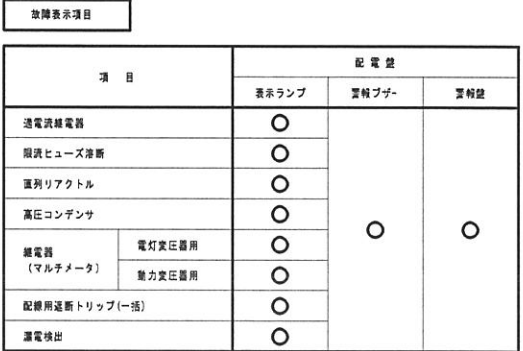 故障表示項目
項 目
配 電 盤
表示ランプ
警報ブザー
警報盤
過電流継電器
○
限流ヒューズ溶断
○
直列リアクトル
○
高圧コンデンサ
○
○
○
継電器
(マルチメータ)
電灯変圧器用
○
動力変圧器用
○
配線用遮断トリップ(一括)
○
漏電検出
○